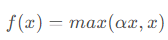 f(x) = max(αx, x)